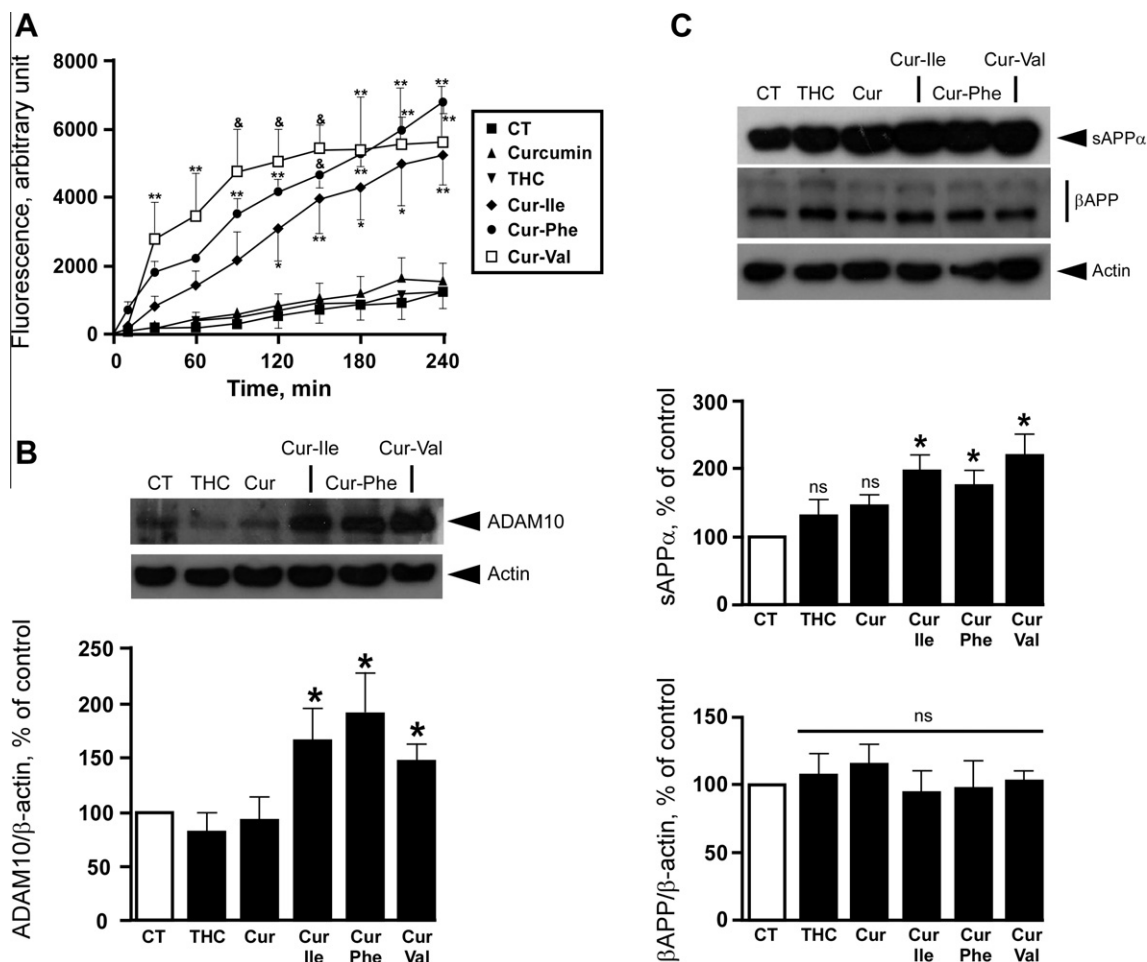 A
Fluorescence, arbitrary unit
8000
6000
4000
2000
0
** ** & & & ** ** **
** ** & ** **
** * * **
*
0 60 120 180 240
Time, min
CT
Curcumin
THC
Cur-Ile
Cur-Phe
Cur-Val
B
Cur-Ile Cur-Val
CT THC Cur Cur-Phe
ADAM10
Actin
ADAM10/β-actin, % of control
250
200
150
100
50
0
* * *
CT THC Cur Cur Cur Cur
Ile Phe Val
C
Cur-Ile Cur-Val
CT THC Cur Cur-Phe
sAPPα
βAPP
Actin
sAPPα, % of control
300
200
100
0
ns ns * * *
CT THC Cur Cur Cur Cur
Ile Phe Val
βAPP/β-actin, % of control
150
100
50
0
ns
CT THC Cur Cur Cur Cur
Ile Phe Val